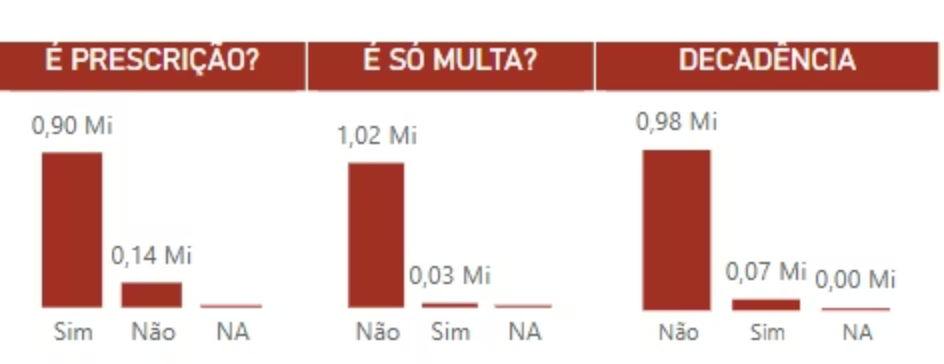 É PRESCRIÇÃO?
0,90 Mi
0,14 Mi
Sim Não NA
É SÓ MULTA?
1,02 Mi
0,03 Mi
Não Sim NA
DECADÊNCIA
0,98 Mi
0,07 Mi 0,00 Mi
Não Sim NA